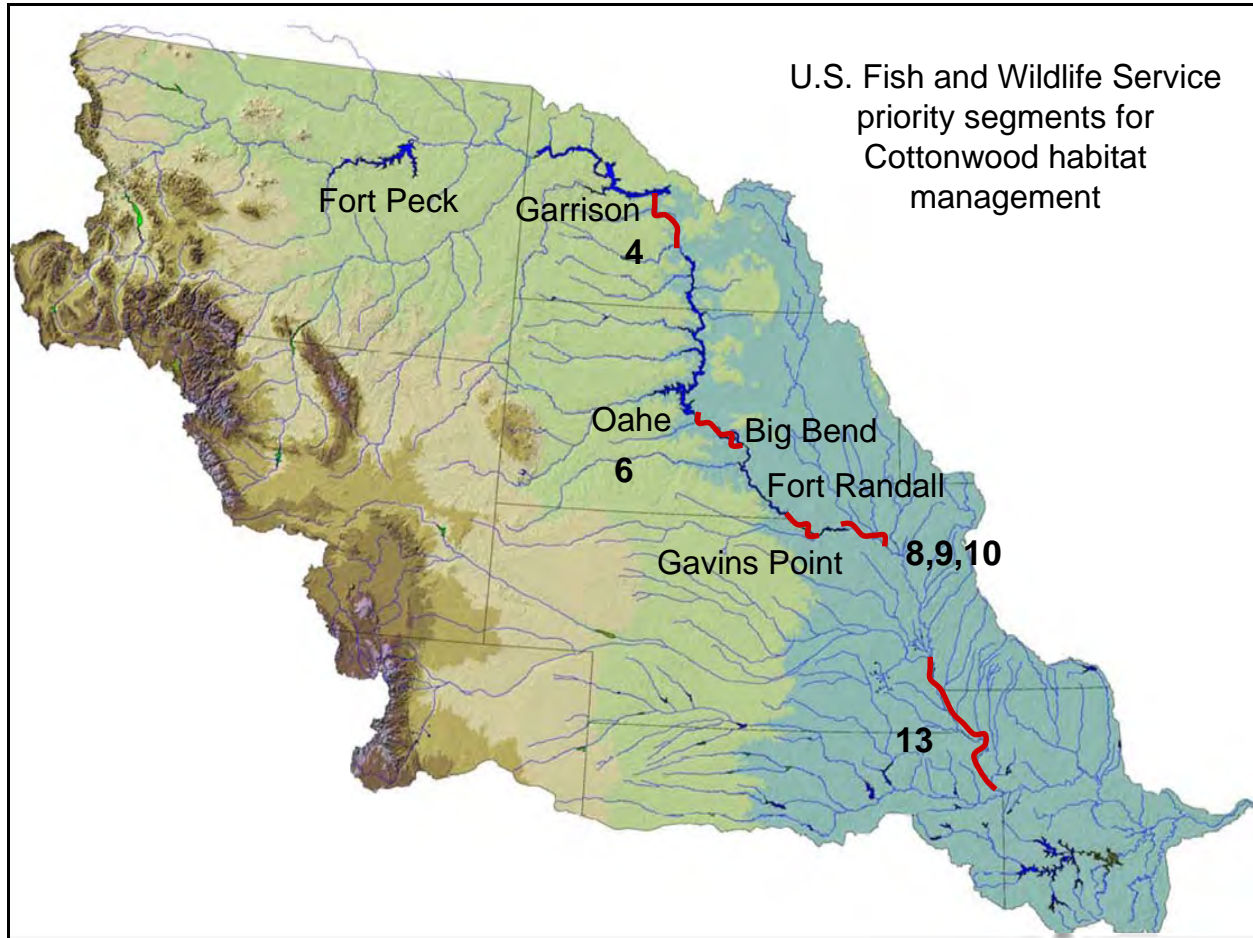 U.S. Fish and Wildlife Service
priority segments for
Cottonwood habitat
management
Fort Peck
Garrison
4
Oahe
Big Bend
6
Fort Randall
Gavins Point
8,9,10
13